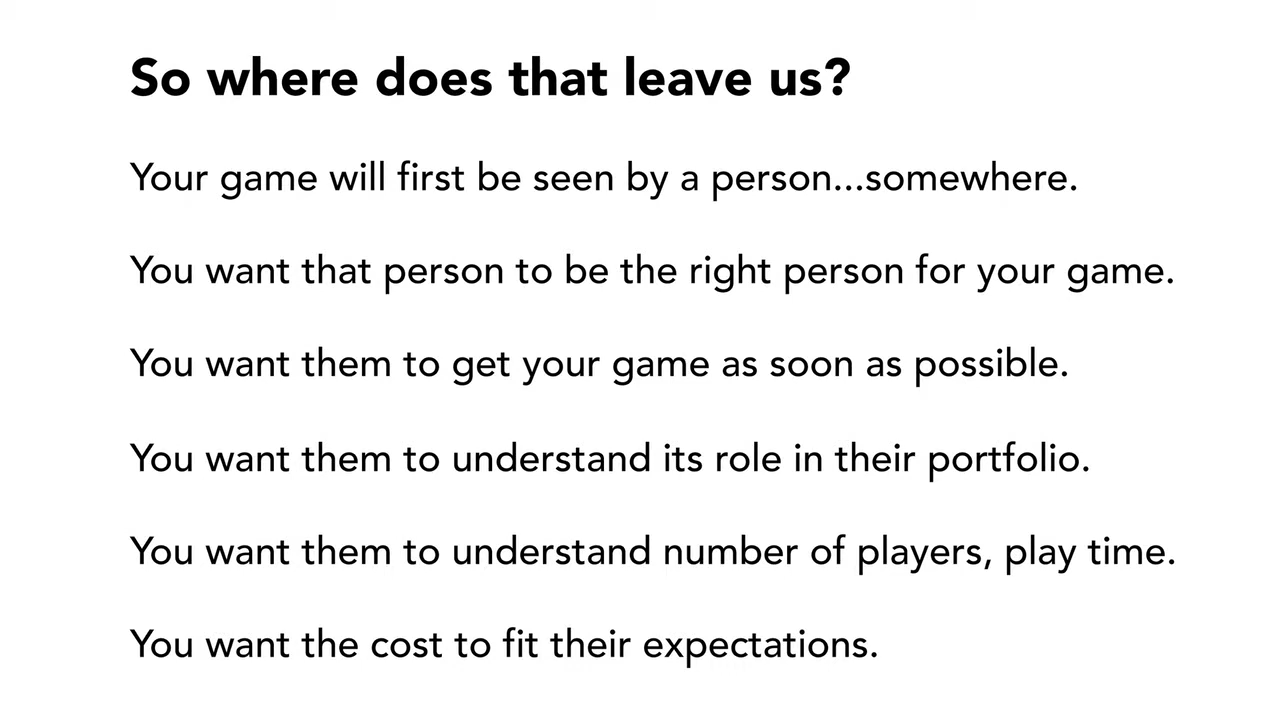 So where does that leave us?
Your game will first be seen by a person...somewhere.
You want that person to be the right person for your game.
You want them to get your game as soon as possible.
You want them to understand its role in their portfolio.
You want them to understand number of players, play time.
You want the cost to fit their expectations.